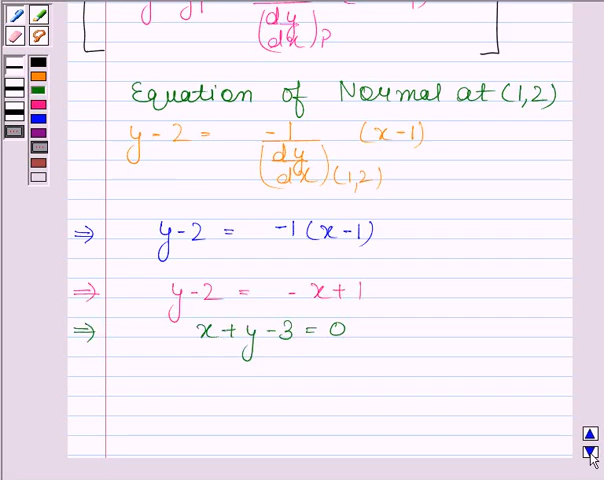 (dy/dx)P
Equation of Normal at (1,2)
y-2 = -1/(dy/dx)(1,2) (x-1)
⇒ y-2 = -1(x-1)
⇒ y-2 = -x+1
⇒ x+y-3=0